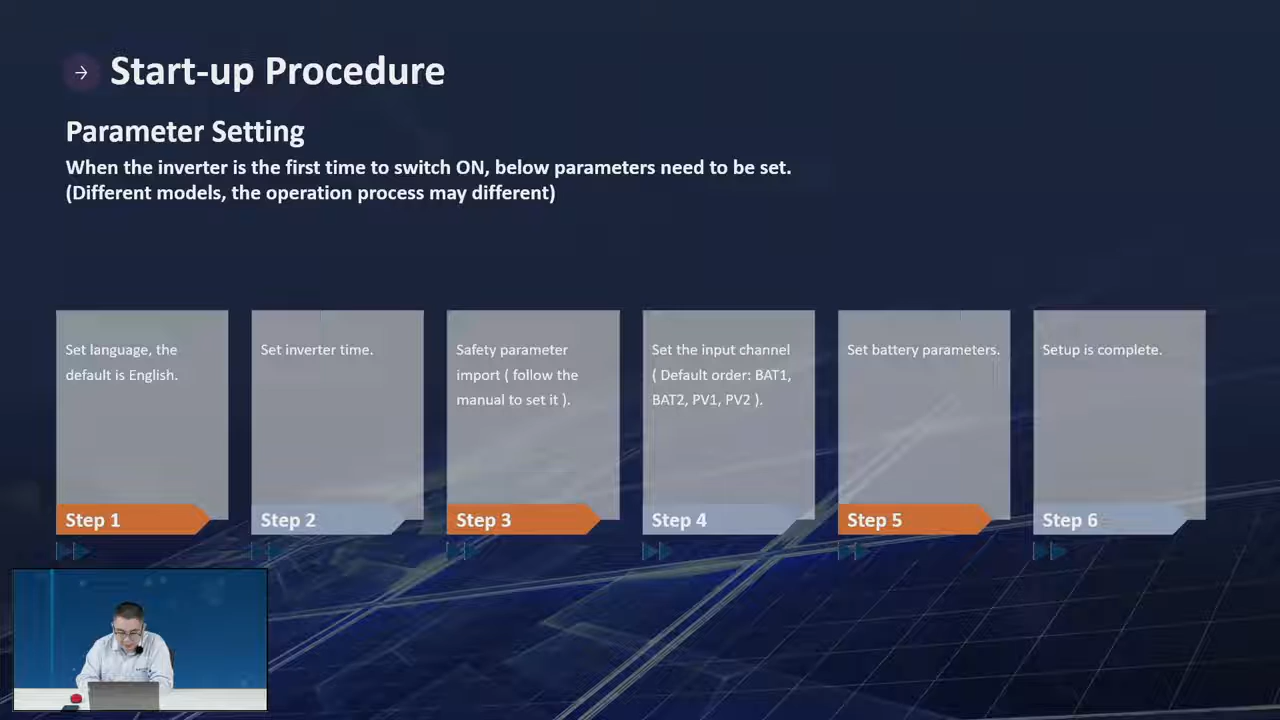 Start-up Procedure
Parameter Setting
When the inverter is the first time to switch ON, below parameters need to be set.
(Different models, the operation process may different)
Set language, the
default is English.
Step 1
Set inverter time.
Step 2
Safety parameter
import ( follow the
manual to set it ).
Step 3
Set the input channel
( Default order: BAT1,
BAT2, PV1, PV2 ).
Step 4
Set battery parameters.
Step 5
Setup is complete.
Step 6